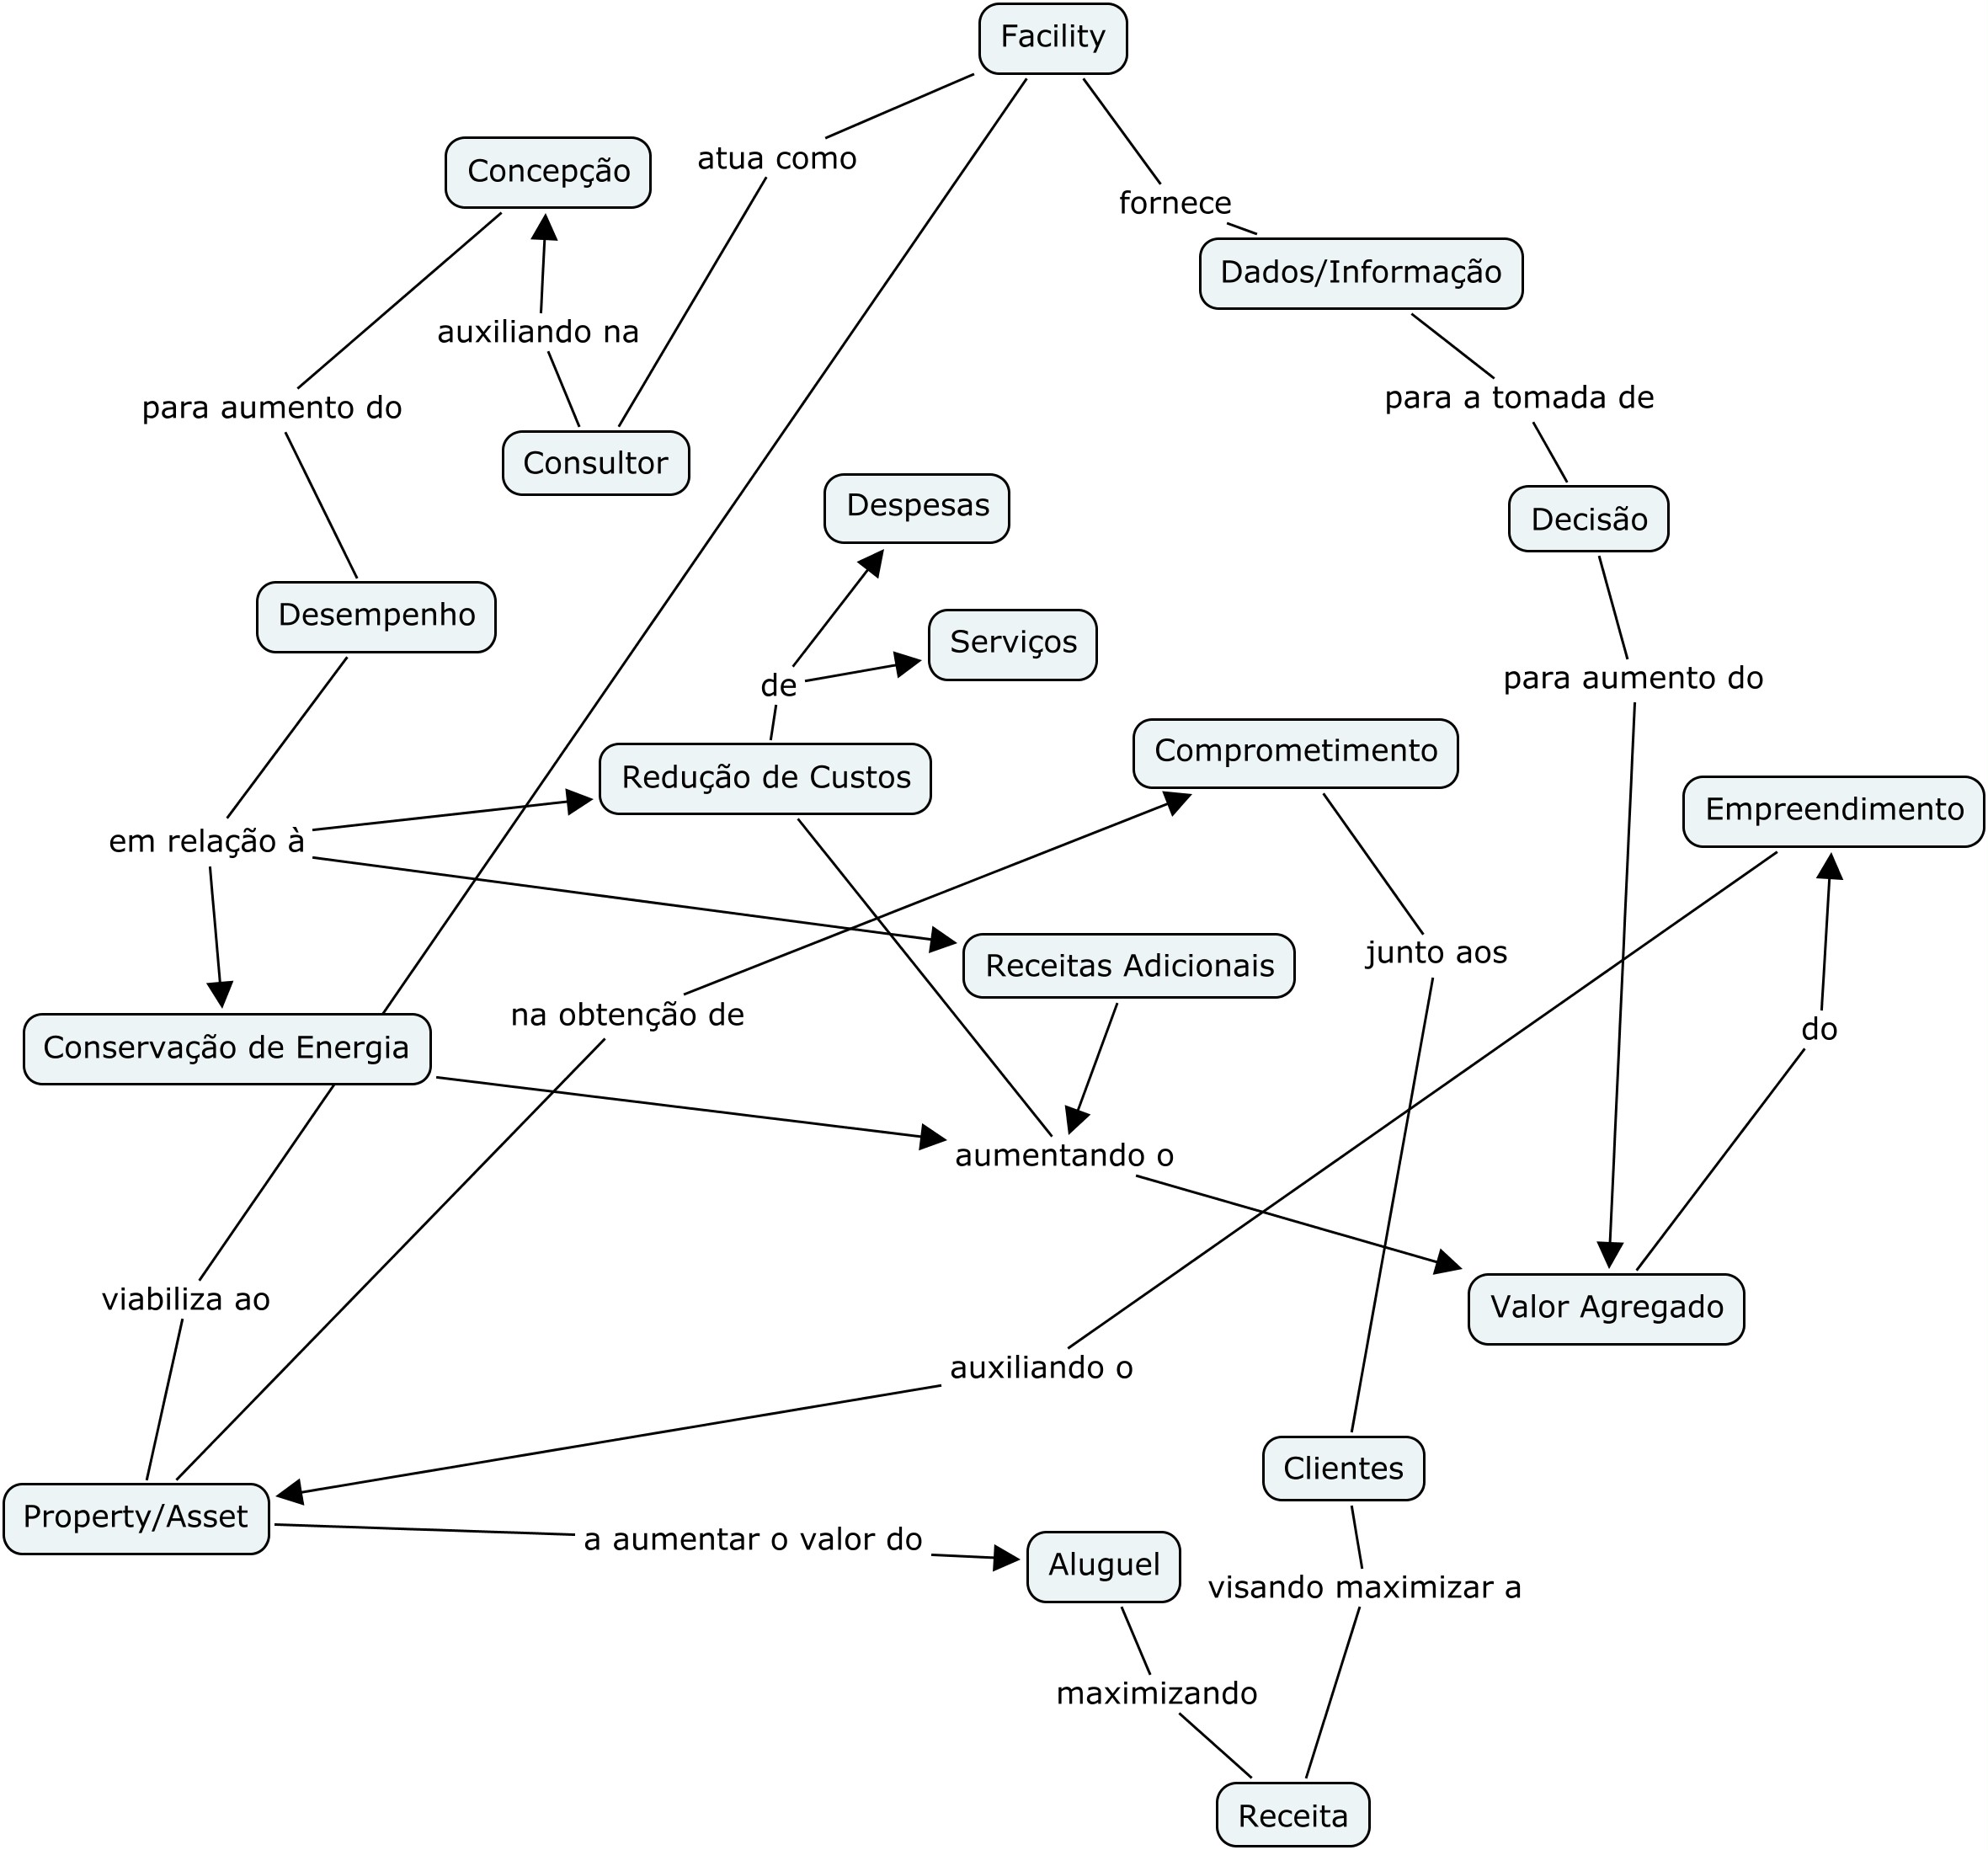 Facility
atua como
Concepção
fornece
Dados/Informação
auxiliando na
para aumento do
para a tomada de
Consultor
Despesas
Decisão
Desempenho
Serviços
de
para aumento do
Comprometimento
Redução de Custos
Empreendimento
em relação à
junto aos
Receitas Adicionais
na obtenção de
do
Conservação de Energia
aumentando o
viabiliza ao
Valor Agregado
auxiliando o
Clientes
Property/Asset
a aumentar o valor do
Aluguel
visando maximizar a
maximizando
Receita